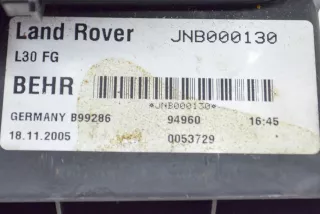 Land Rover JNB000130
L30 FG
BEHR
*JNB000130*
GERMANY B99286 94960 16:45
18.11.2005 0053729